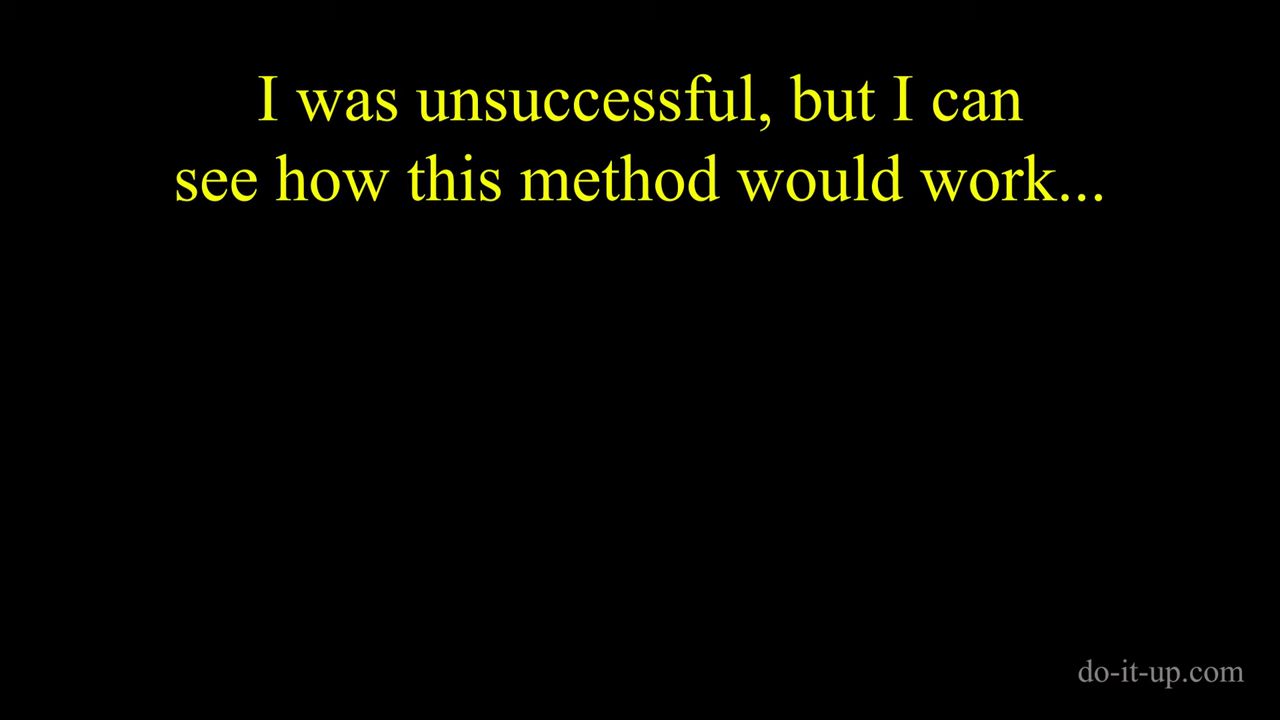 I was unsuccessful, but I can
see how this method would work...
do-it-up.com